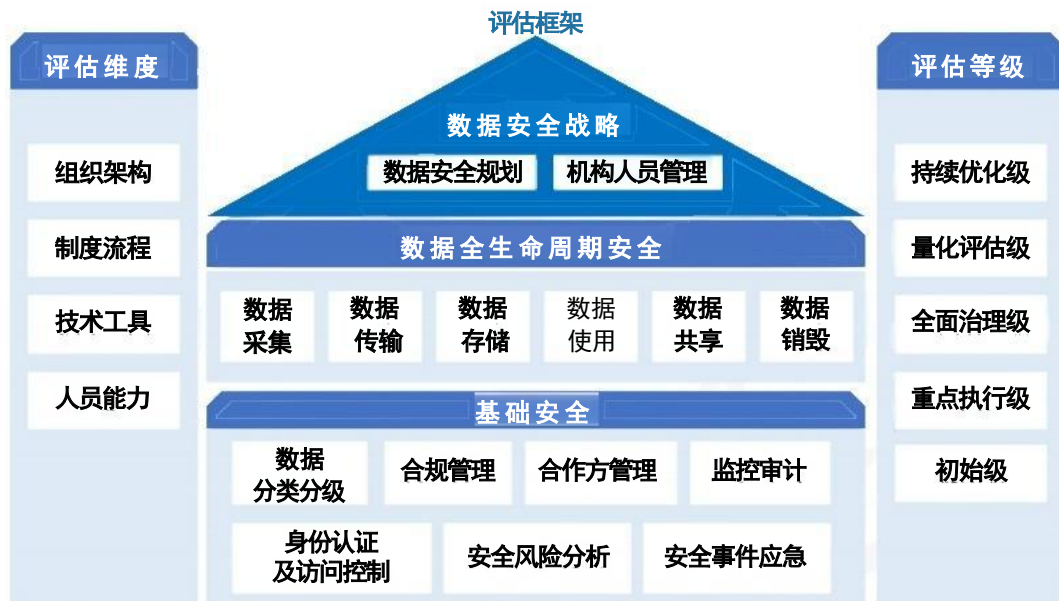 评估框架
评估维度
组织架构
制度流程
技术工具
人员能力
数据安全战略
数据安全规划
机构人员管理
数据全生命周期安全
数据
采集
数据
传输
数据
存储
数据
使用
数据
共享
数据
销毁
基础安全
数据
分类分级
合规管理
合作方管理
监控审计
身份认证
及访问控制
安全风险分析
安全事件应急
评估等级
持续优化级
量化评估级
全面治理级
重点执行级
初始级